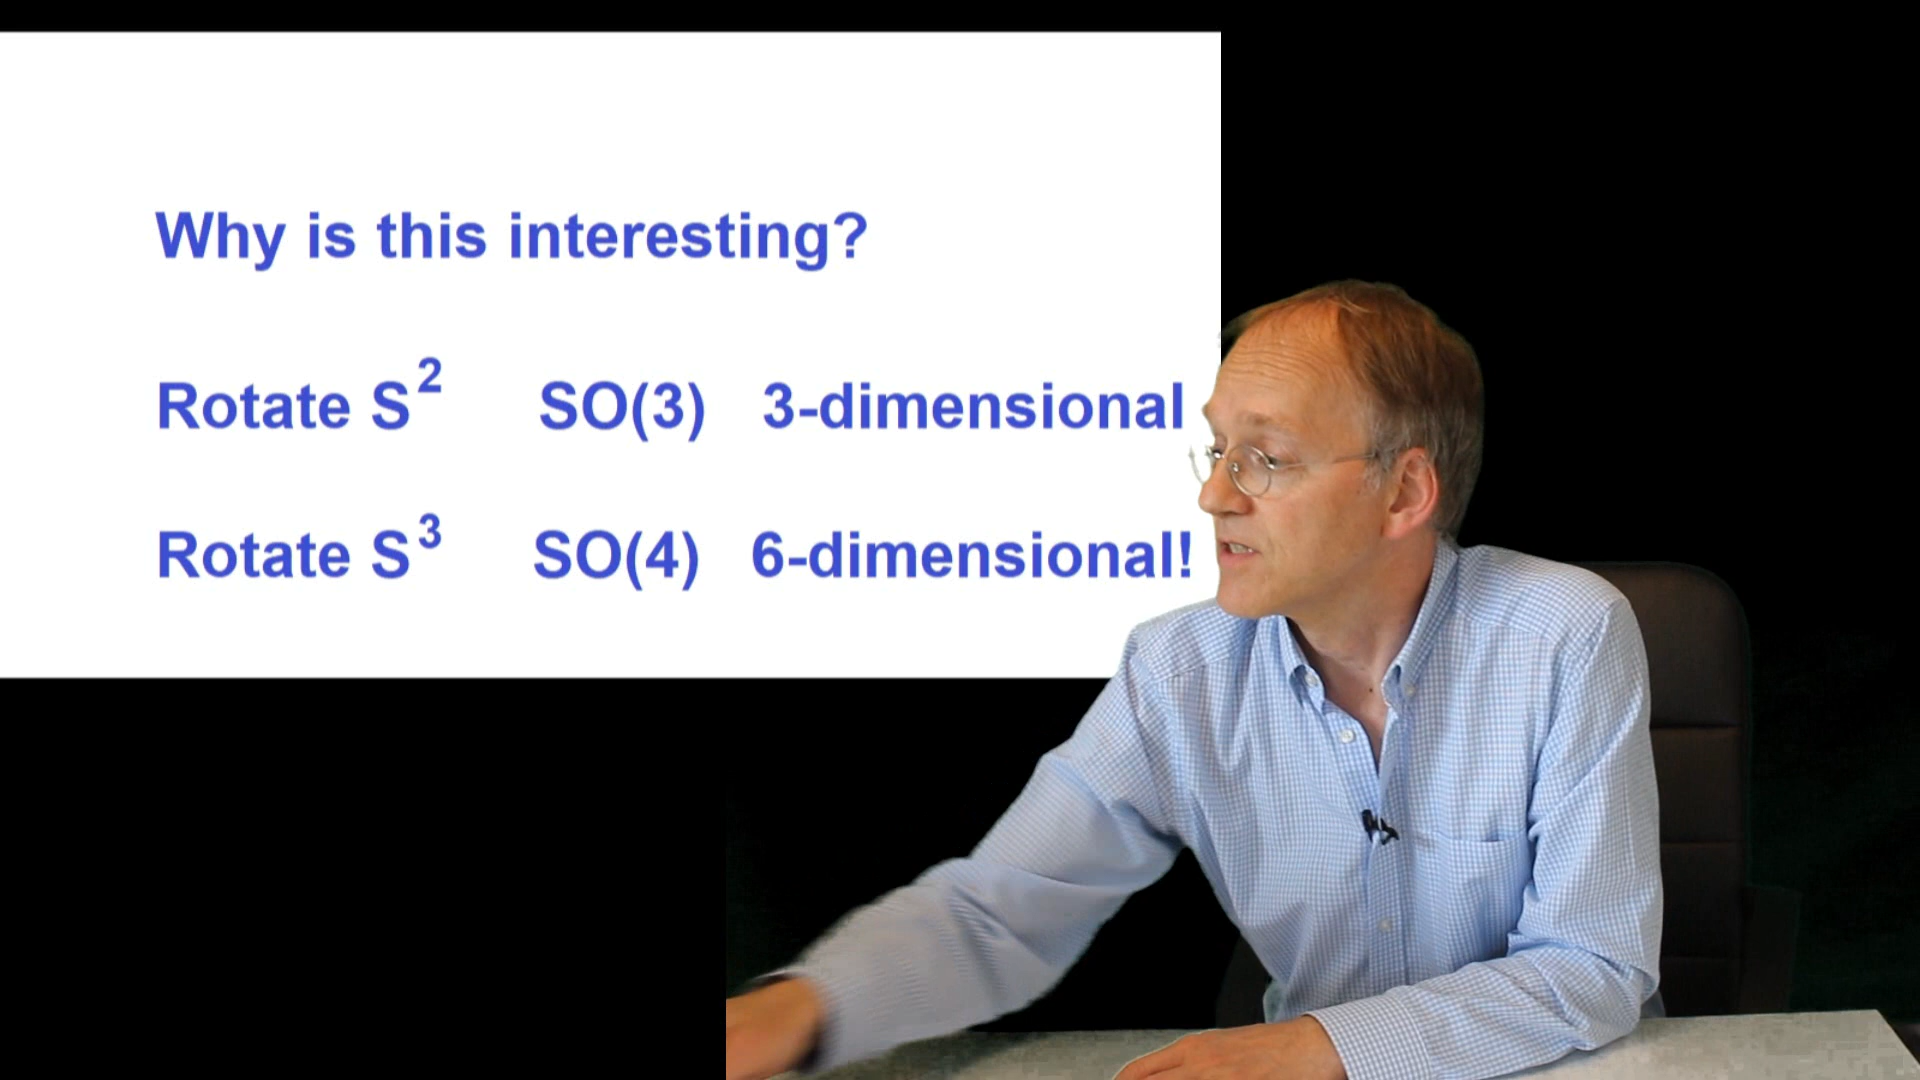 Why is this interesting?
Rotate S² SO(3) 3-dimensional
Rotate S³ SO(4) 6-dimensional!